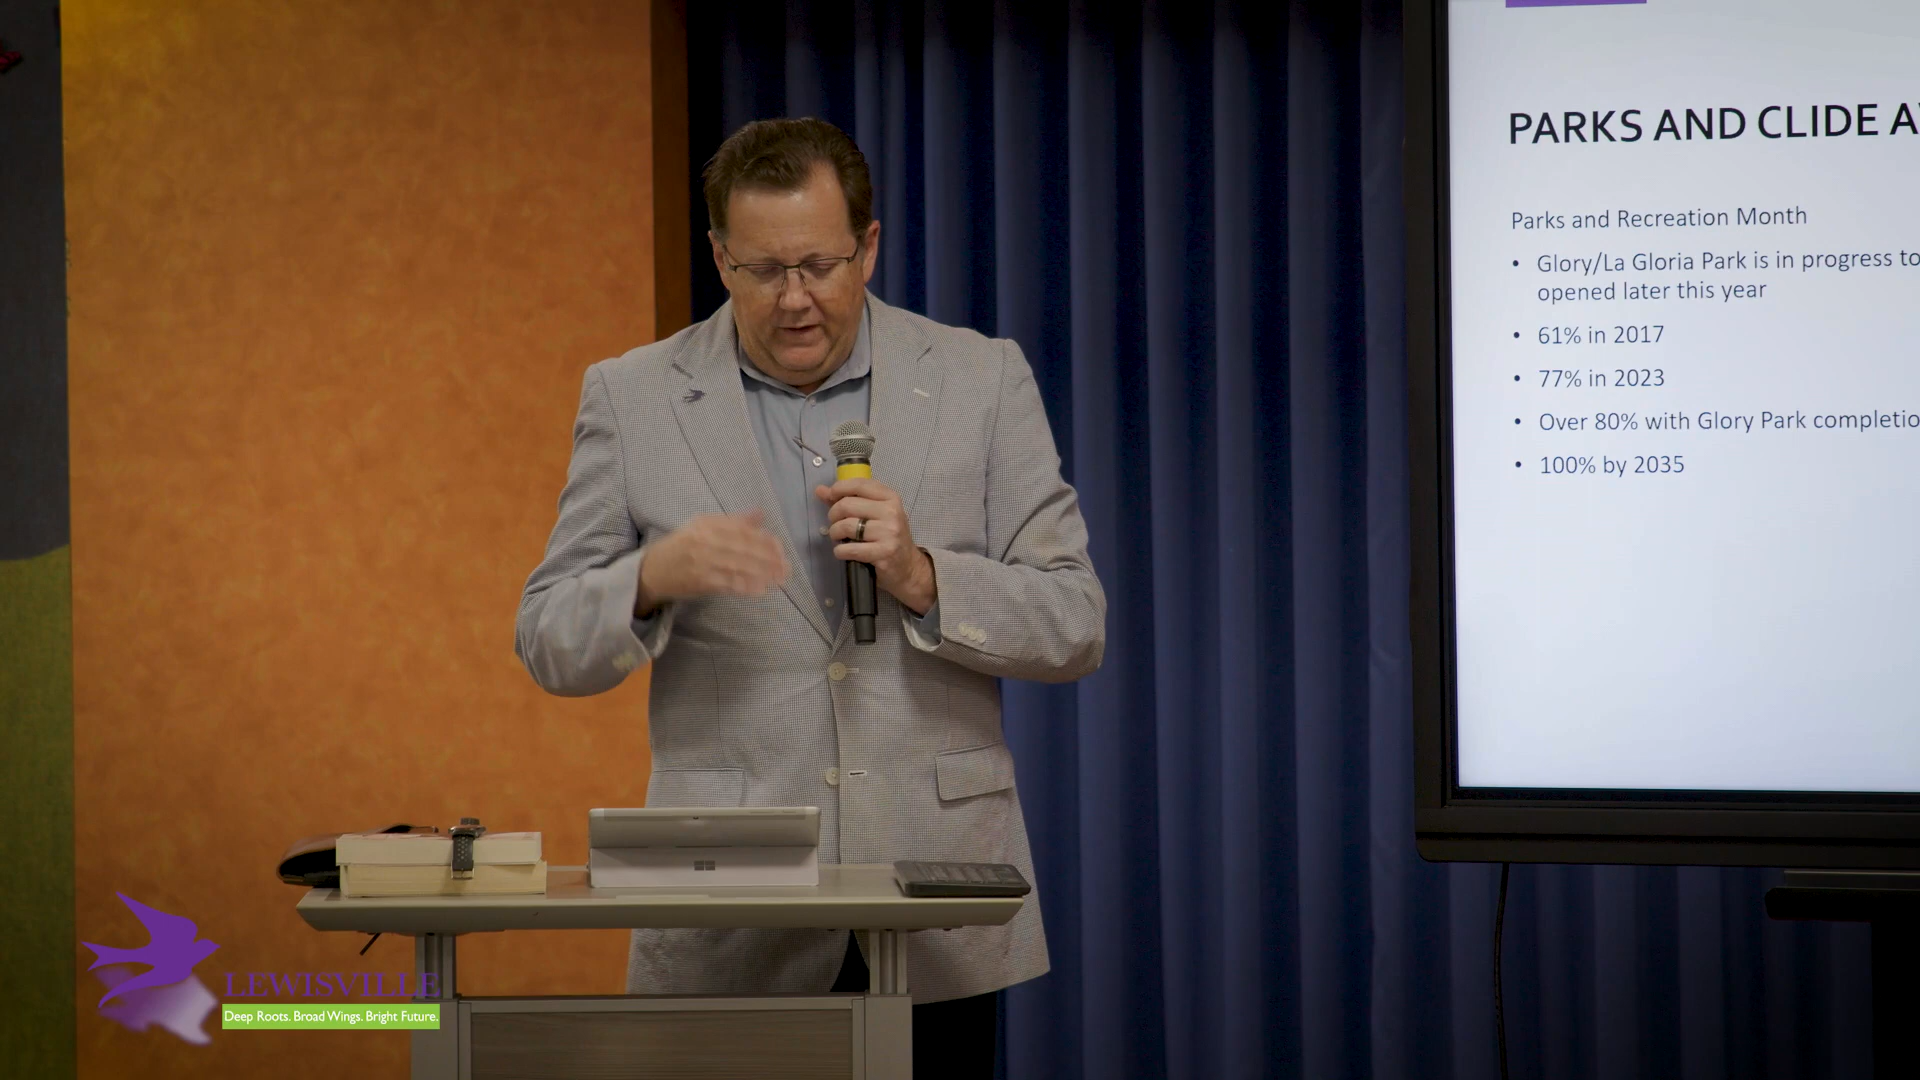 PARKS AND CLIDE
Parks and Recreation Month
• Glory/La Gloria Park is in progress to
opened later this year
• 61% in 2017
• 77% in 2023
• Over 80% with Glory Park completio
• 100% by 2035
LEWISVILLE
Deep Roots. Broad Wings. Bright Future.